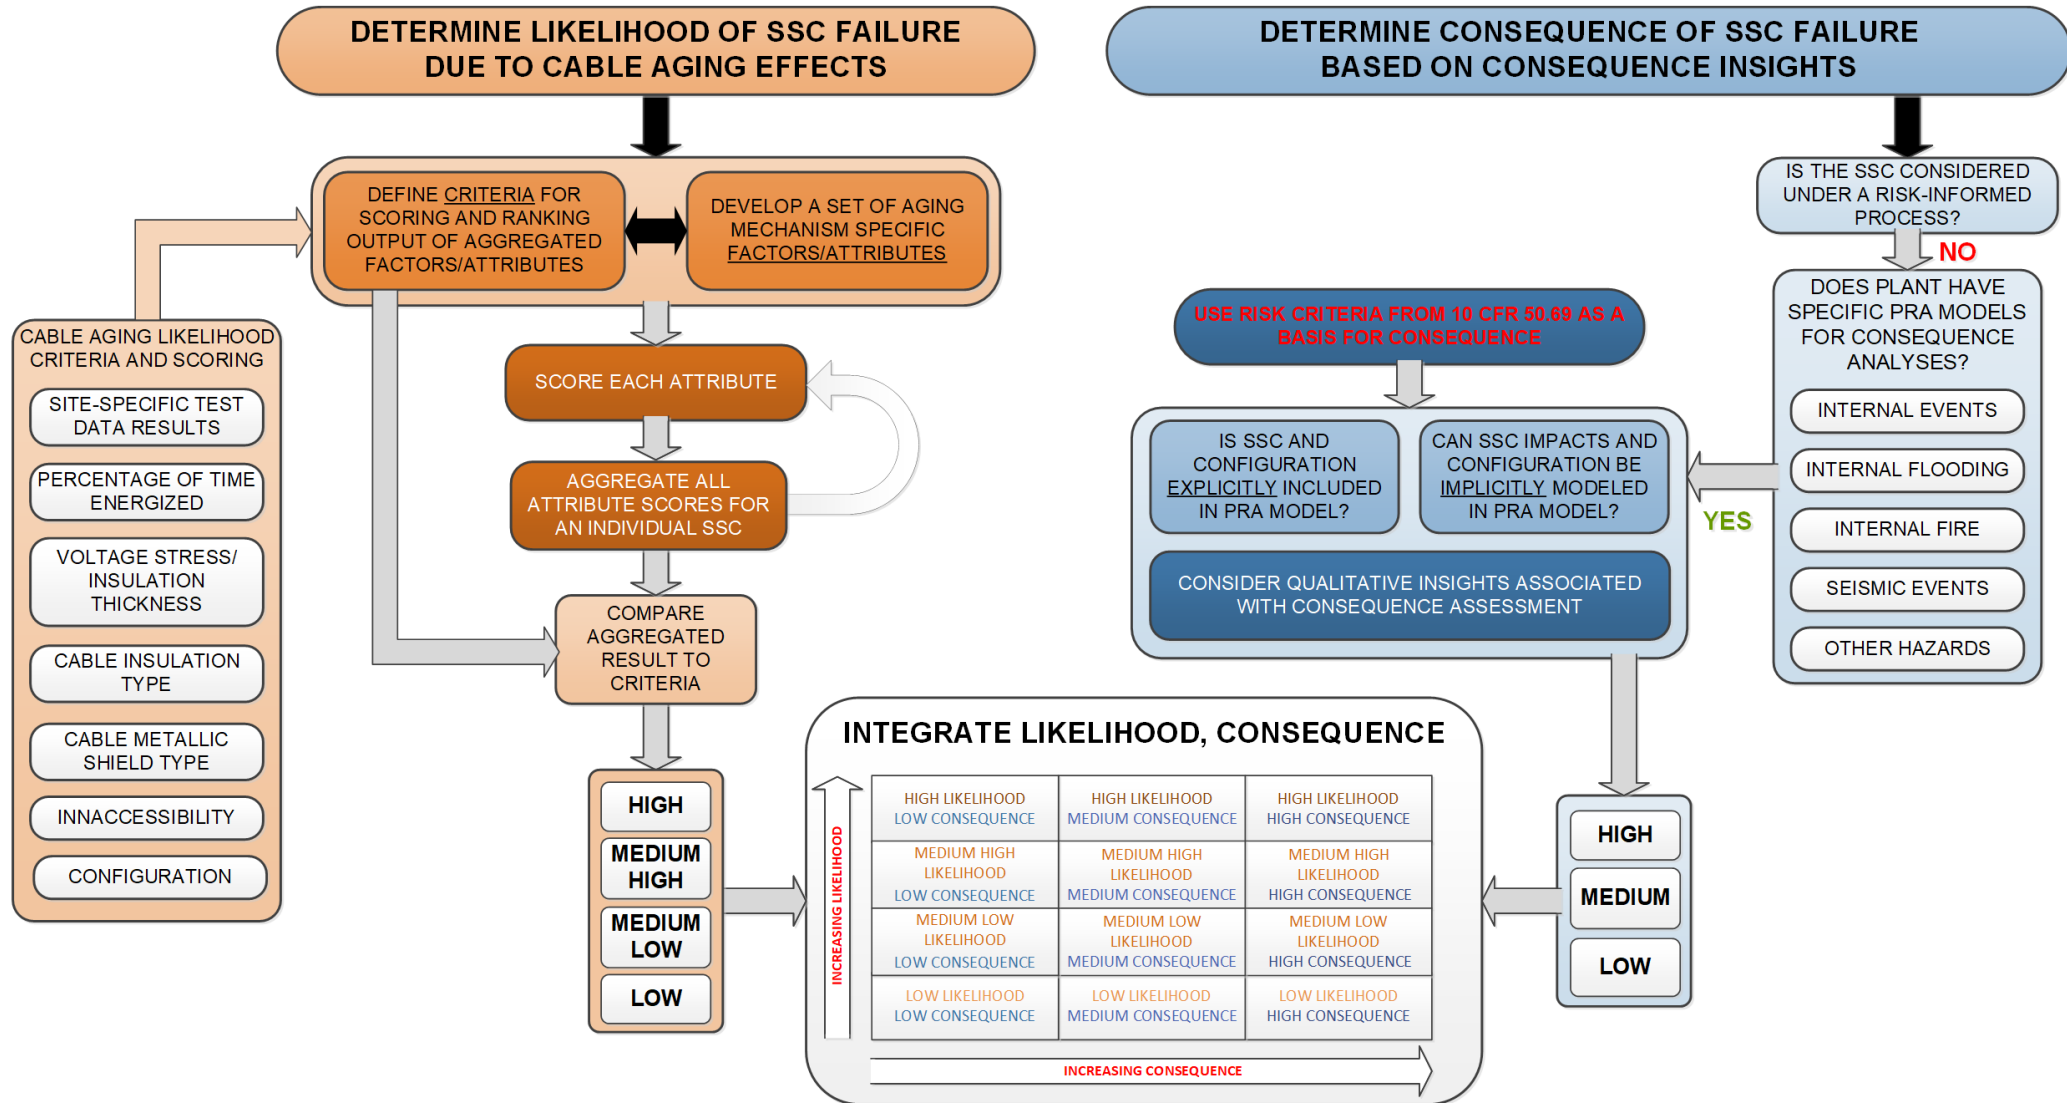 DETERMINE LIKELIHOOD OF SSC FAILURE
DUE TO CABLE AGING EFFECTS
DEFINE CRITERIA FOR
SCORING AND RANKING
OUTPUT OF AGGREGATED
FACTORS/ATTRIBUTES
DEVELOP A SET OF AGING
MECHANISM SPECIFIC
FACTORS/ATTRIBUTES
CABLE AGING LIKELIHOOD
CRITERIA AND SCORING
SITE-SPECIFIC TEST
DATA RESULTS
PERCENTAGE OF TIME
ENERGIZED
VOLTAGE STRESS/
INSULATION
THICKNESS
CABLE INSULATION
TYPE
CABLE METALLIC
SHIELD TYPE
INNACCESSIBILITY
CONFIGURATION
SCORE EACH ATTRIBUTE
AGGREGATE ALL
ATTRIBUTE SCORES FOR
AN INDIVIDUAL SSC
COMPARE
AGGREGATED
RESULT TO
CRITERIA
HIGH
MEDIUM
HIGH
MEDIUM
LOW
LOW
DETERMINE CONSEQUENCE OF SSC FAILURE
BASED ON CONSEQUENCE INSIGHTS
IS THE SSC CONSIDERED
UNDER A RISK-INFORMED
PROCESS?
NO
DOES PLANT HAVE
SPECIFIC PRA MODELS
FOR CONSEQUENCE
ANALYSES?
INTERNAL EVENTS
INTERNAL FLOODING
INTERNAL FIRE
SEISMIC EVENTS
OTHER HAZARDS
YES
USE RISK CRITERIA FROM 10 CFR 50.69 AS A
BASIS FOR CONSEQUENCE
IS SSC AND
CONFIGURATION
EXPLICITLY INCLUDED
IN PRA MODEL?
CAN SSC IMPACTS AND
CONFIGURATION BE
IMPLICITLY MODELED
IN PRA MODEL?
CONSIDER QUALITATIVE INSIGHTS ASSOCIATED
WITH CONSEQUENCE ASSESSMENT
HIGH
MEDIUM
LOW
INTEGRATE LIKELIHOOD, CONSEQUENCE
INCREASING LIKELIHOOD
HIGH LIKELIHOOD
LOW CONSEQUENCE
HIGH LIKELIHOOD
MEDIUM CONSEQUENCE
HIGH LIKELIHOOD
HIGH CONSEQUENCE
MEDIUM HIGH
LIKELIHOOD
LOW CONSEQUENCE
MEDIUM HIGH
LIKELIHOOD
MEDIUM CONSEQUENCE
MEDIUM HIGH
LIKELIHOOD
HIGH CONSEQUENCE
MEDIUM LOW
LIKELIHOOD
LOW CONSEQUENCE
MEDIUM LOW
LIKELIHOOD
MEDIUM CONSEQUENCE
MEDIUM LOW
LIKELIHOOD
HIGH CONSEQUENCE
LOW LIKELIHOOD
LOW CONSEQUENCE
LOW LIKELIHOOD
MEDIUM CONSEQUENCE
LOW LIKELIHOOD
HIGH CONSEQUENCE
INCREASING CONSEQUENCE